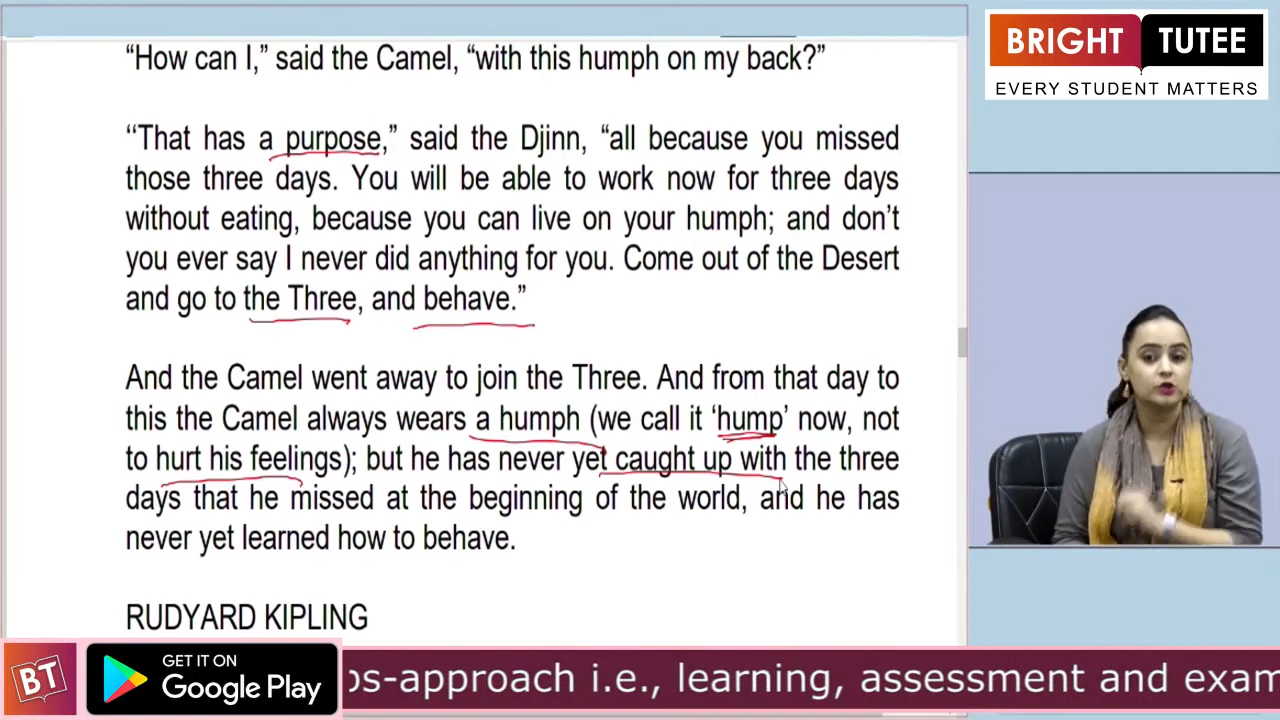 “How can I,” said the Camel, “with this humph on my back?”
“That has a purpose,” said the Djinn, “all because you missed
those three days. You will be able to work now for three days
without eating, because you can live on your humph; and don’t
you ever say I never did anything for you. Come out of the Desert
and go to the Three, and behave.”
And the Camel went away to join the Three. And from that day to
this the Camel always wears a humph (we call it ‘hump’ now, not
to hurt his feelings); but he has never yet caught up with the three
days that he missed at the beginning of the world, and he has
never yet learned how to behave.
RUDYARD KIPLING
BRIGHT TUTEE
EVERY STUDENT MATTERS
BT
GET IT ON
Google Play
os-approach i.e., learning, assessment and exam